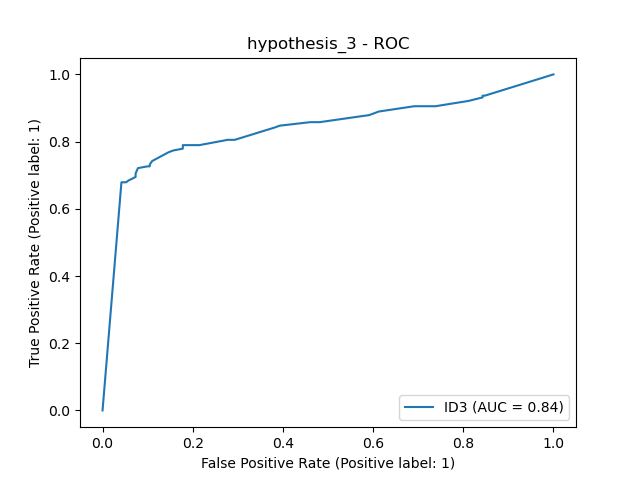 hypothesis_3 - ROC
True Positive Rate (Positive label: 1)
1.0
0.8
0.6
0.4
0.2
0.0
ID3 (AUC = 0.84)
0.0 0.2 0.4 0.6 0.8 1.0
False Positive Rate (Positive label: 1)